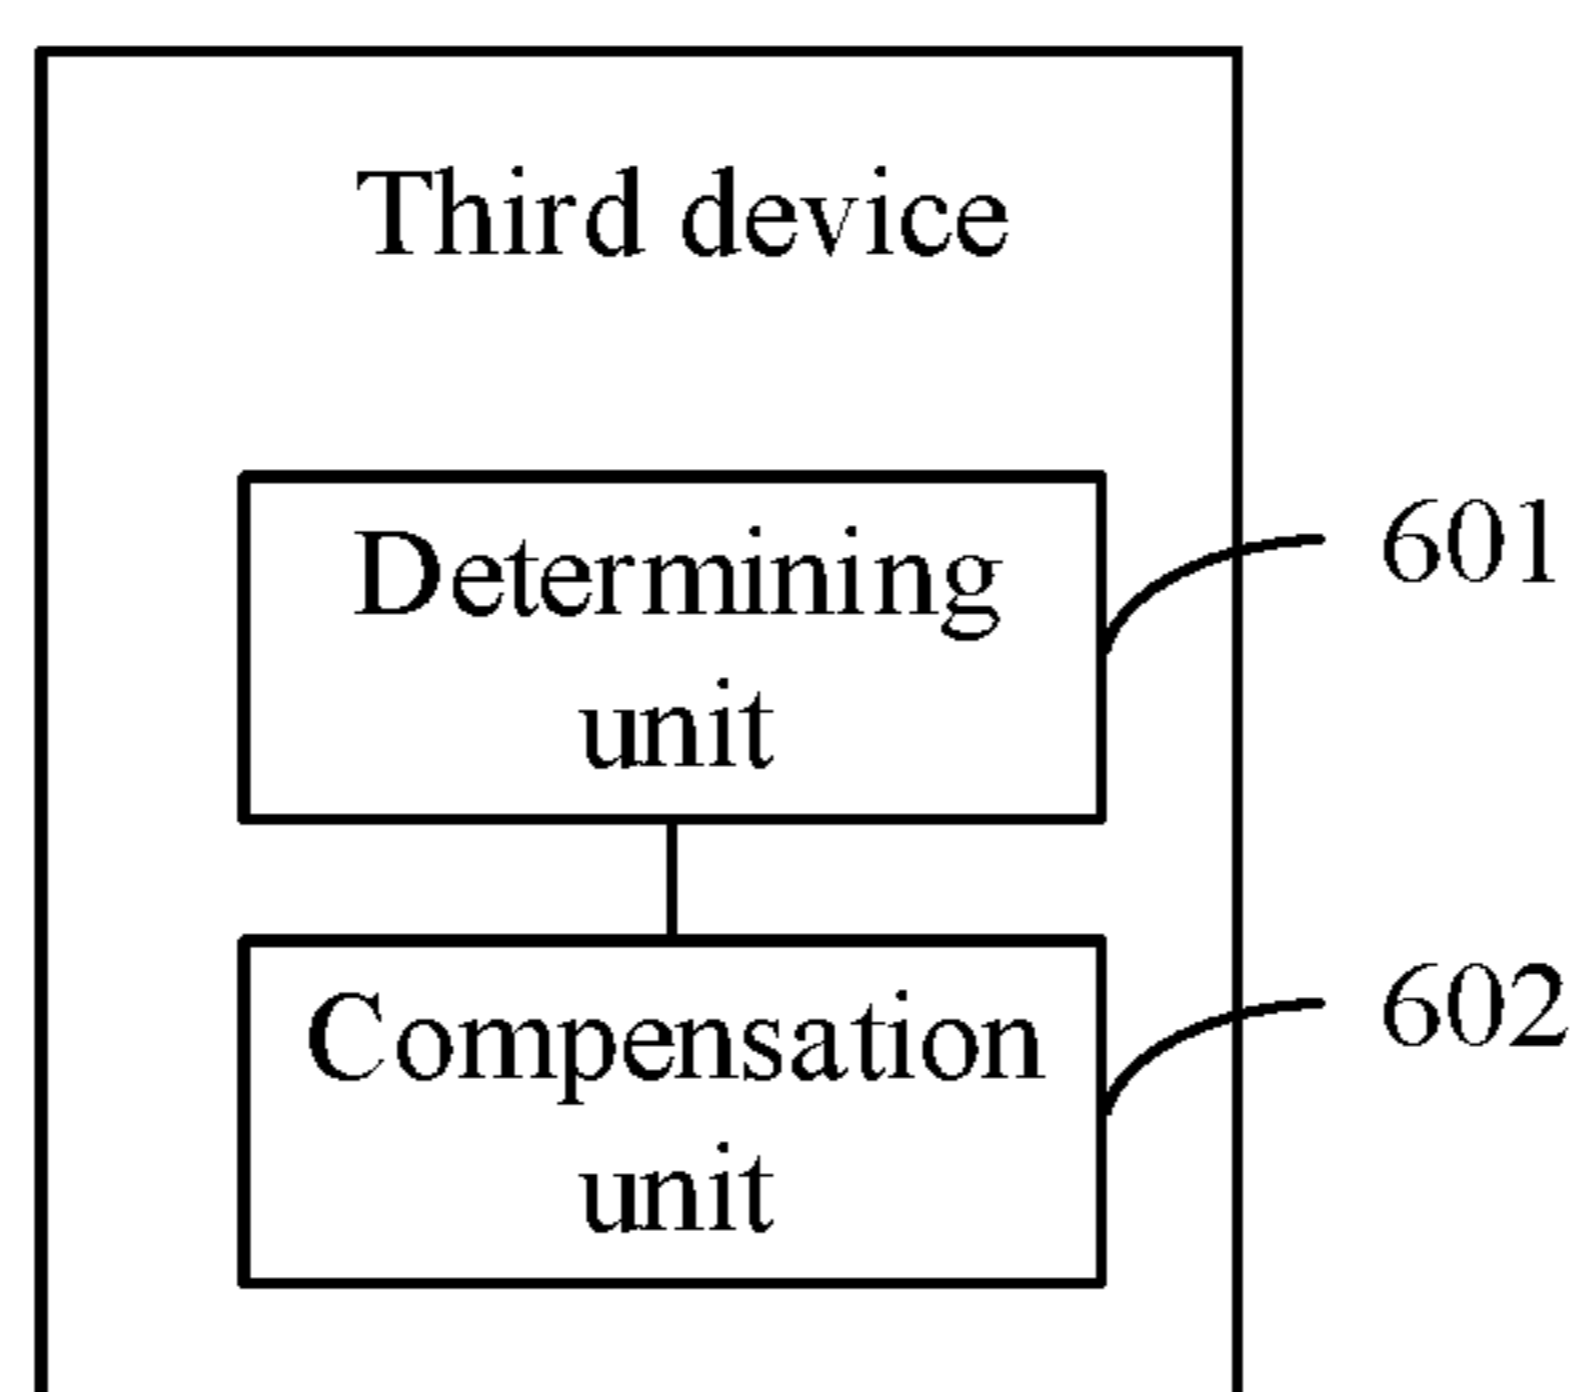 Third device
Determining
unit
601
Compensation
unit
602